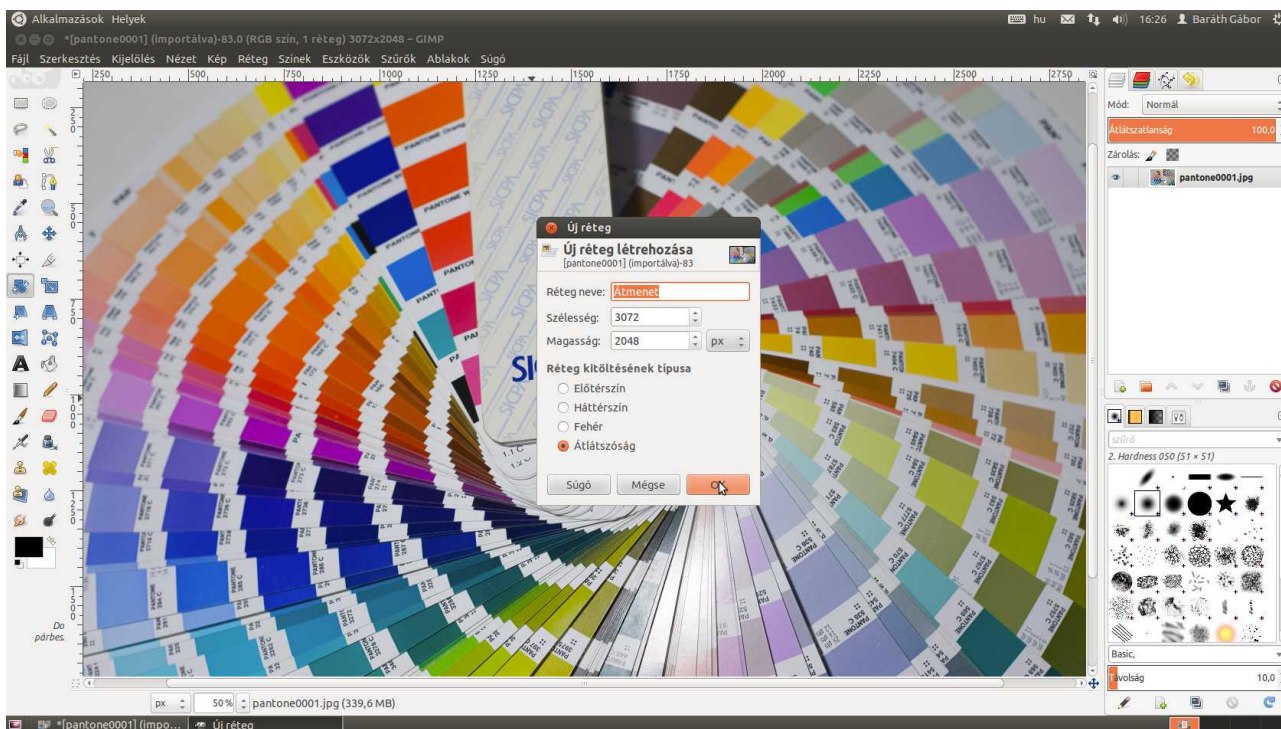 Alkalmazások Helyek
hu 16:26 Baráth Gábor
*[pantone0001] (importálva)-83.0 (RGB szín, 1 réteg) 3072x2048 – GIMP
Fájl Szerkesztés Kijelölés Nézet Kép Réteg Színek Eszközök Szűrők Ablakok Súgó
250 500 750 1000 1250 1500 1750 2000 2250 2500 2750
Mód: Normál
Átlátszatlanság 100,0
Zárolás:
pantone0001.jpg
Új réteg
Új réteg létrehozása
[pantone0001] (importálva)-83
Réteg neve: Átmenet
Szélesség: 3072
Magasság: 2048 px
Réteg kitöltésének típusa
Előtérszín
Háttérszín
Fehér
Átlátszóság
Súgó Mégse OK
szűrő
2. Hardness 050 (51 × 51)
Basic,
Távolság 10,0
px 50 % pantone0001.jpg (339,6 MB)
*[pantone0001] (impo... Új réteg